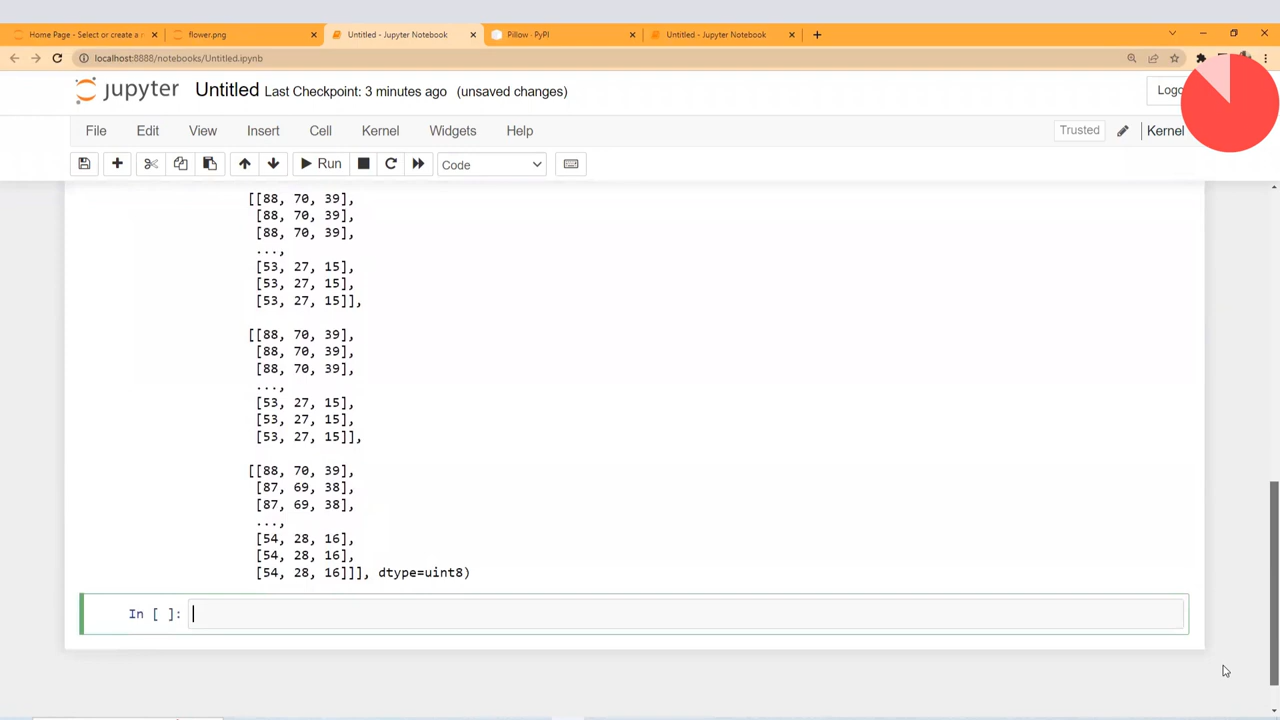 Home Page - Select or create a n
flower.png
Untitled - Jupyter Notebook
Pillow · PyPI
Untitled - Jupyter Notebook
localhost:8888/notebooks/Untitled.ipynb
jupyter Untitled Last Checkpoint: 3 minutes ago (unsaved changes)
File Edit View Insert Cell Kernel Widgets Help
Trusted
Kernel
Run
Code
[[88, 70, 39],
[88, 70, 39],
[88, 70, 39],
...,
[53, 27, 15],
[53, 27, 15],
[53, 27, 15]],
[[88, 70, 39],
[88, 70, 39],
[88, 70, 39],
...,
[53, 27, 15],
[53, 27, 15],
[53, 27, 15]],
[[88, 70, 39],
[87, 69, 38],
[87, 69, 38],
...,
[54, 28, 16],
[54, 28, 16],
[54, 28, 16]]], dtype=uint8)
In [ ]: